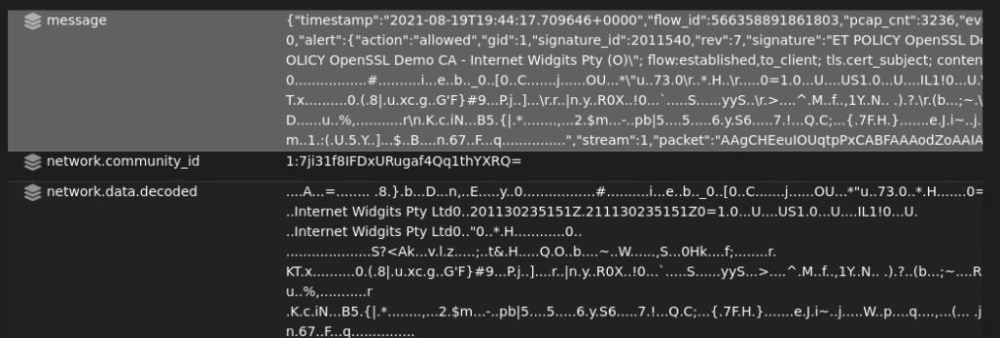 message
{"timestamp":"2021-08-19T19:44:17.709646+0000","flow_id":566358891861803,"pcap_cnt":3236,"eve
0,"alert":{"action":"allowed","gid":1,"signature_id":2011540,"rev":7,"signature":"ET POLICY OpenSSL De
OLICY OpenSSL Demo CA - Internet Widgits Pty (O)\"; flow:established,to_client; tls.cert_subject; conten
0.....................#..........i...e..b.._0..[0..C.......j......OU...*\"u..73.0\r..*.H..\r.....0=1.0...U....US1.0...U....IL1!0...U.
T.x..........0.(.8|.u.xc.g..G'F}#9...P.j..]...\r.r..|n.y..R0X..!0...`.....S......yyS..\r.>....^.M..f..,1Y..N.. .).?.\r.(b...;~.
D......u..%,...........r\n.K.c.iN...B5.{|.*........,...2.$m...-..pb|5....5.....6.y.S6.....7.!...Q.C;...{.7F.H.}.......e.J.i~..j.
m..1.:(.U.5.Y..]...$..B....n.67..F...q......","stream":1,"packet":"AAgCHEeuIOUqtpPxCABFAAAodZoAAIA
network.community_id
1:7ji31f8IFDxURugaf4Qq1thYXRQ=
network.data.decoded
....A...=........ .8.}.b...D...n,..E....y..0.....................#..........i...e..b.._0..[0..C.......j......OU...*"u..73.0..*.H.......0=
..Internet Widgits Pty Ltd0..201130235151Z.211130235151Z0=1.0...U....US1.0...U....IL1!0...U.
..Internet Widgits Pty Ltd0.."0..*.H............0..
....................S?<Ak...v.l.z.....;..t&.H.....Q.O..b....~..W.....,S...0Hk....f;.......r.
KT.x..........0.(.8|.u.xc.g..G'F}#9...P.j..]....r..|n.y..R0X..!0...`.....S......yyS...>....^.M..f..,1Y..N.. .).?..(b...;~....R
u..%,...........r
.K.c.iN...B5.{|.*........,...2.$m...-..pb|5....5.....6.y.S6.....7.!...Q.C;...{.7F.H.}.......e.J.i~..j.....W..p....q....,...(... .j
n.67..F...q...............